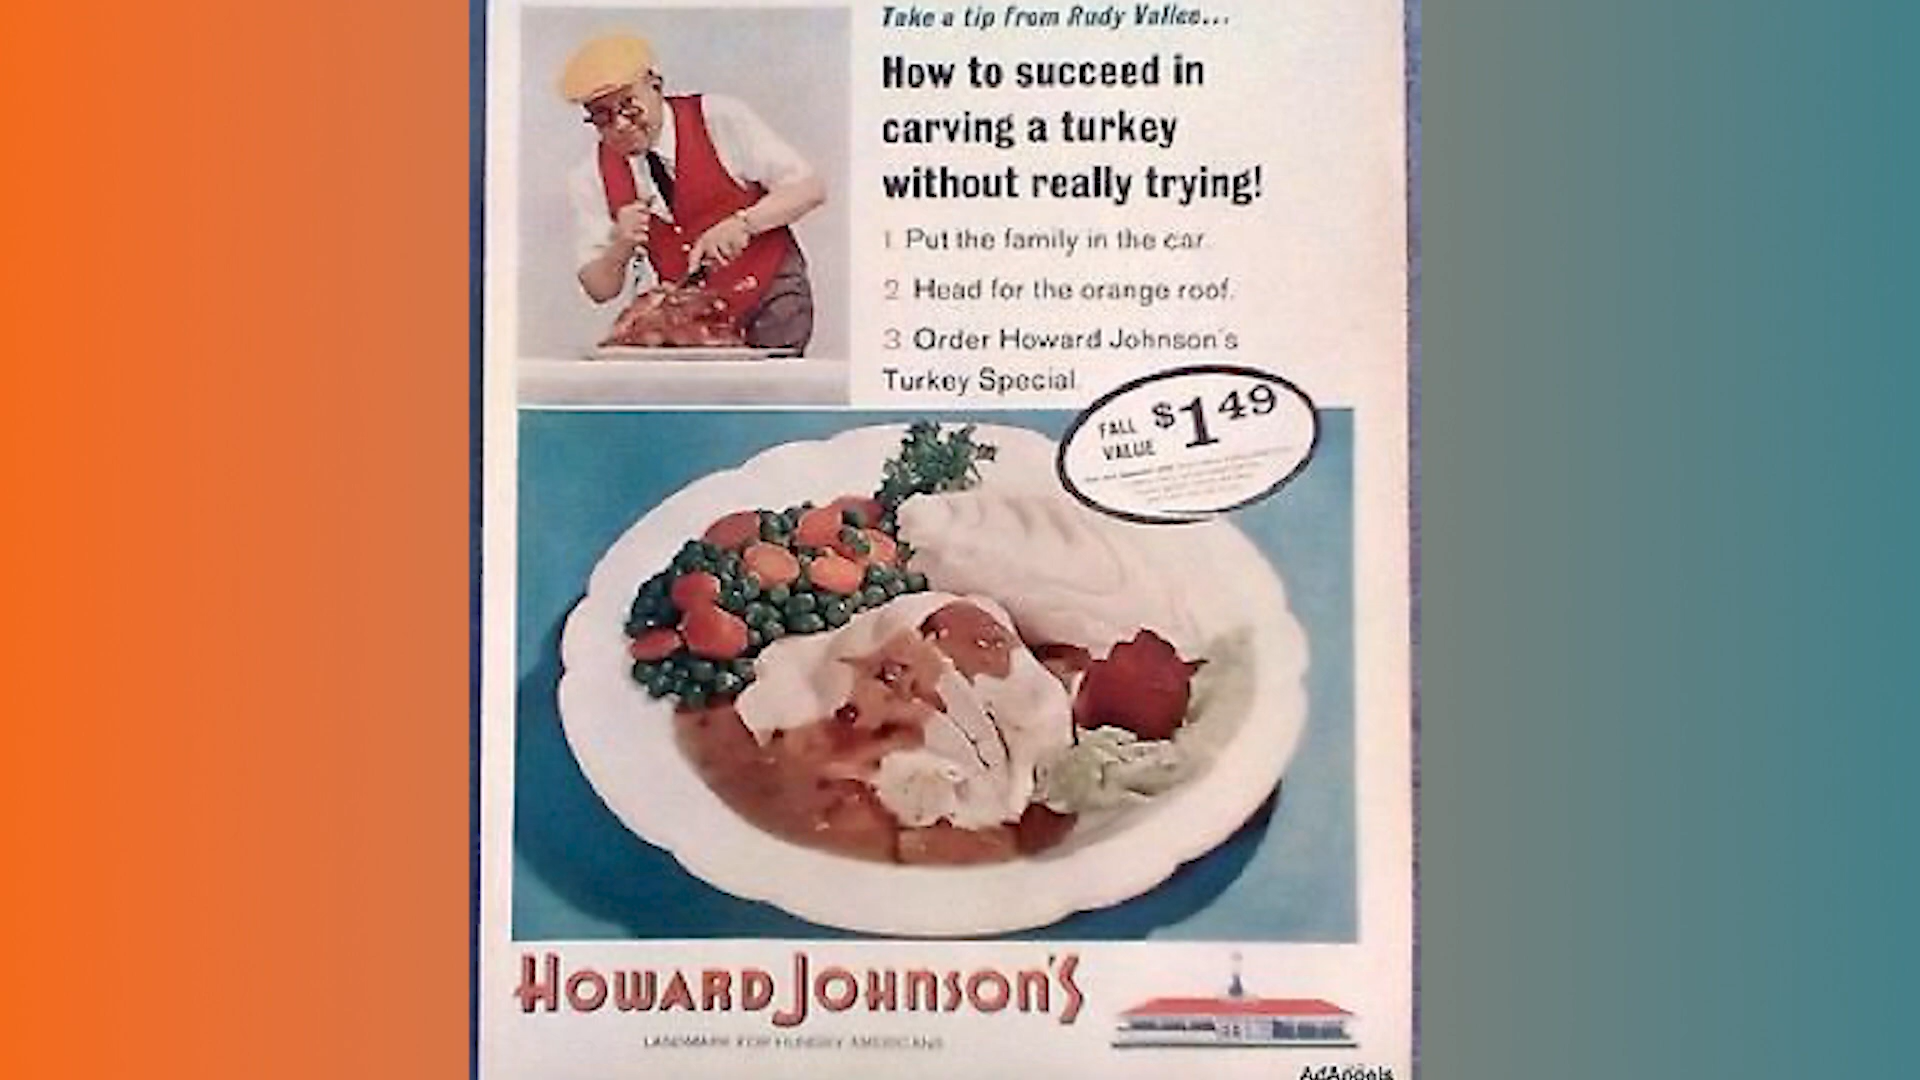 Take a tip from Rudy Vallee...
How to succeed in
carving a turkey
without really trying!
1 Put the family in the car.
2 Head for the orange roof.
3 Order Howard Johnson's
Turkey Special.
FALL
VALUE
$1 49
HOWARD JOHNSON'S
LANDMARK FOR HUNGRY AMERICANS
AdAngels